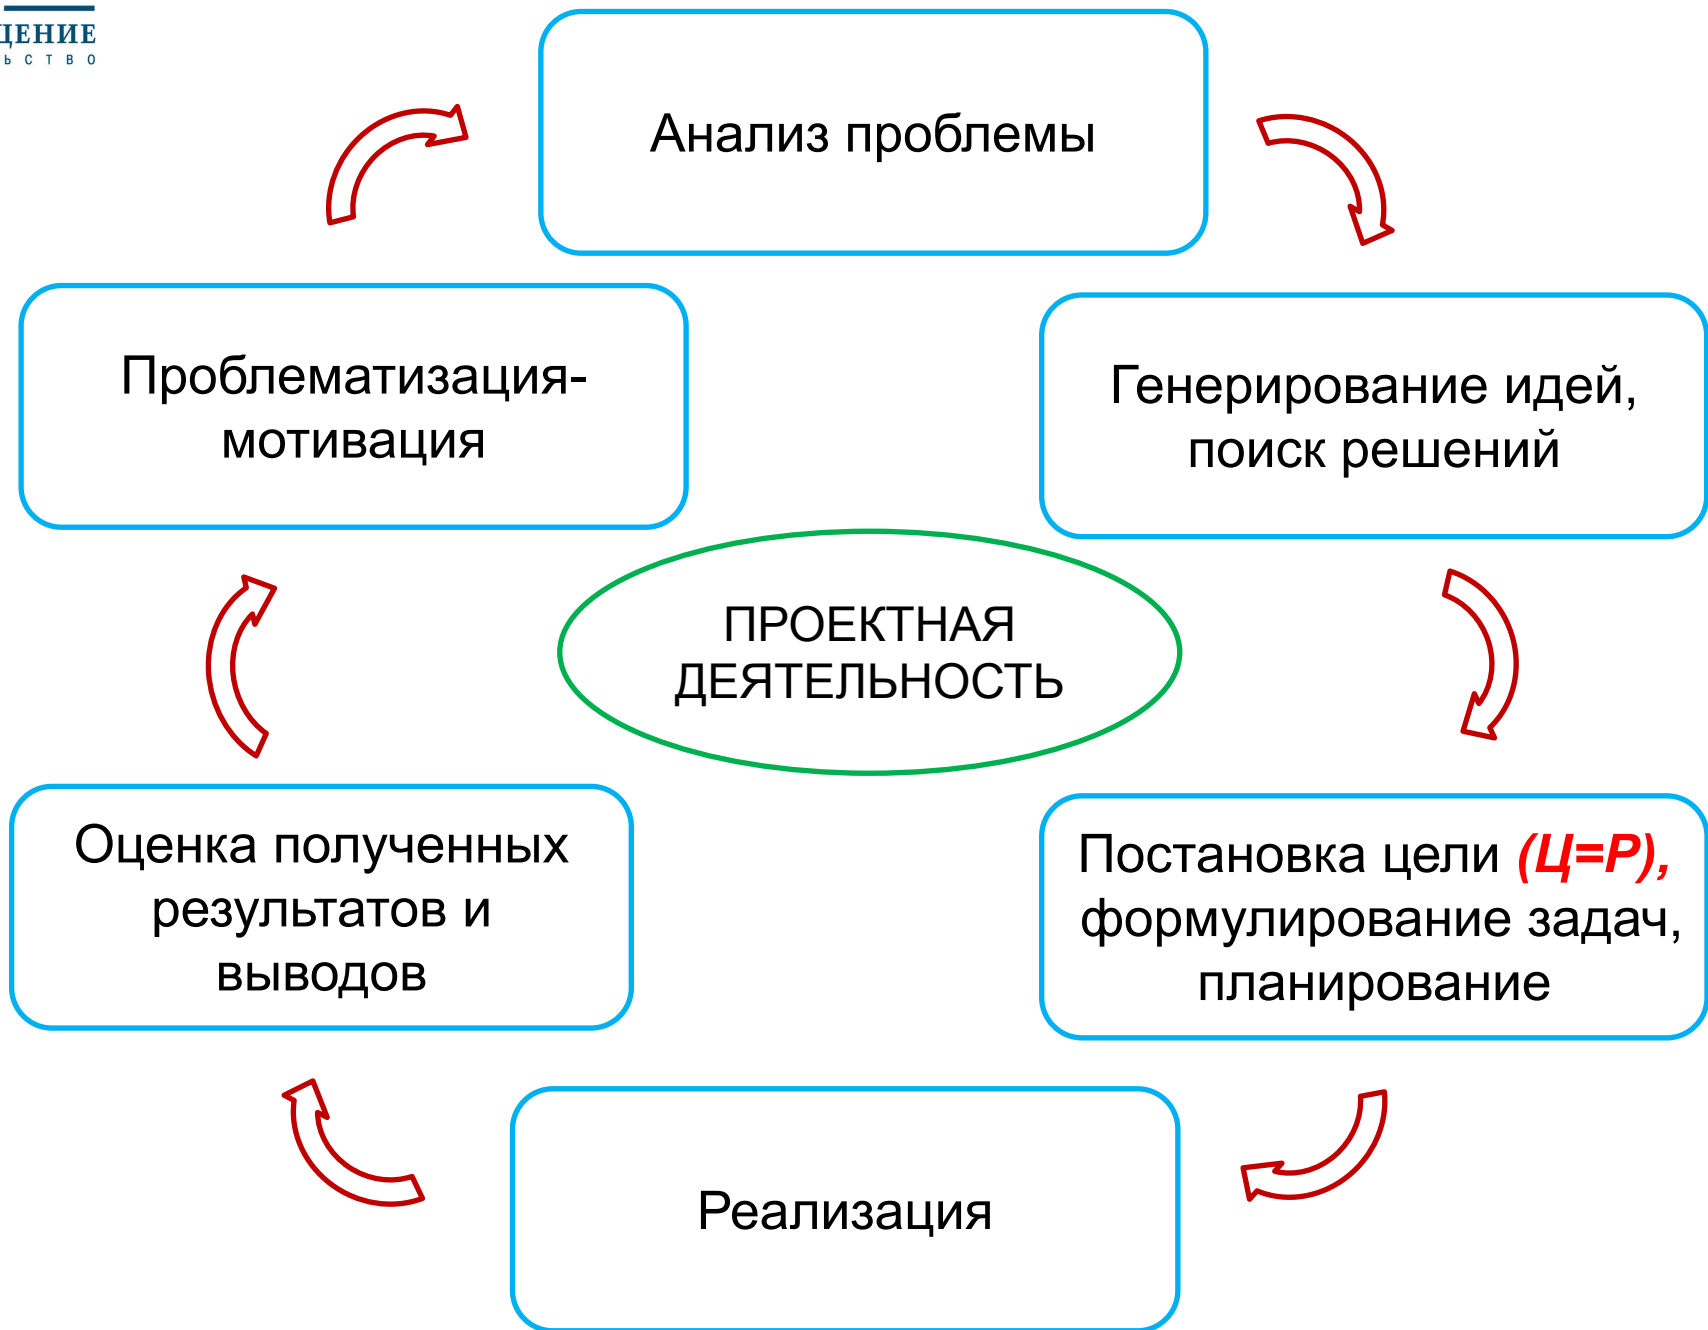 ЩЕНИЕ
ЬСТВО
Анализ проблемы
Проблематизация-
мотивация
Генерирование идей,
поиск решений
ПРОЕКТНАЯ
ДЕЯТЕЛЬНОСТЬ
Оценка полученных
результатов и
выводов
Постановка цели (Ц=Р),
формулирование задач,
планирование
Реализация